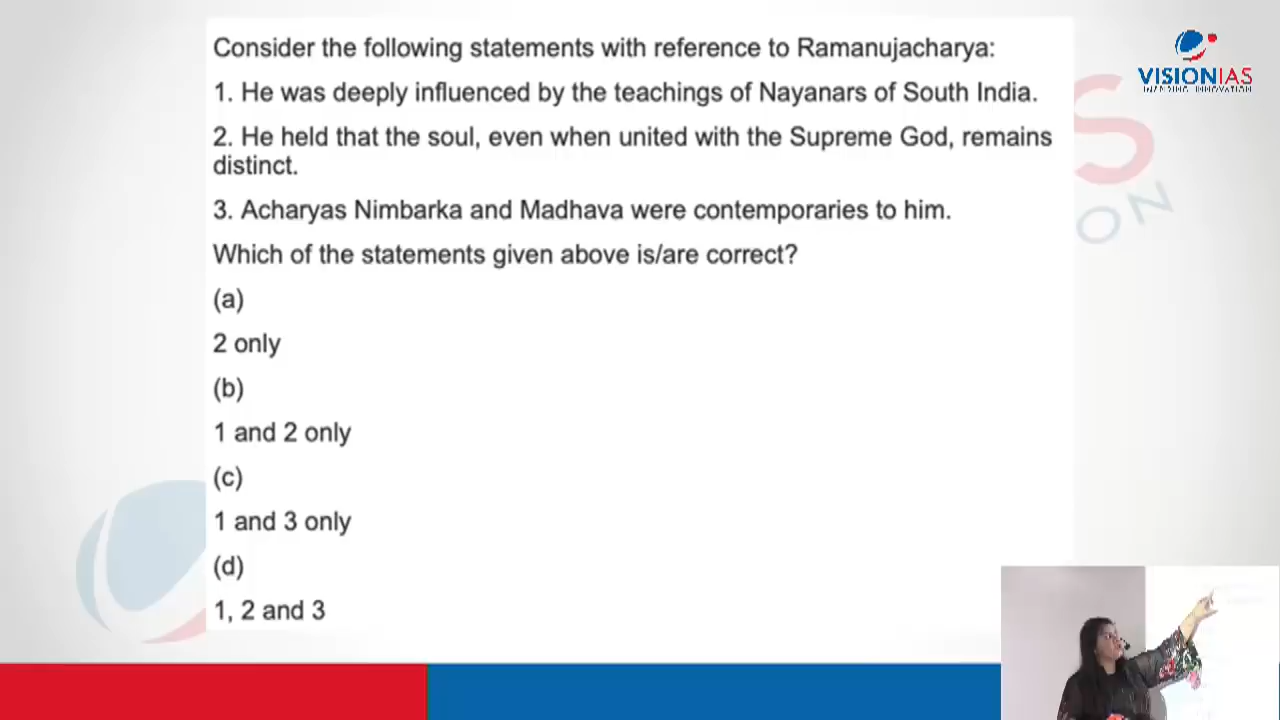 Consider the following statements with reference to Ramanujacharya:
1. He was deeply influenced by the teachings of Nayanars of South India.
2. He held that the soul, even when united with the Supreme God, remains
distinct.
3. Acharyas Nimbarka and Madhava were contemporaries to him.
Which of the statements given above is/are correct?
(a)
2 only
(b)
1 and 2 only
(c)
1 and 3 only
(d)
1, 2 and 3
VISIONIAS
INSPIRING INNOVATION
S
ON